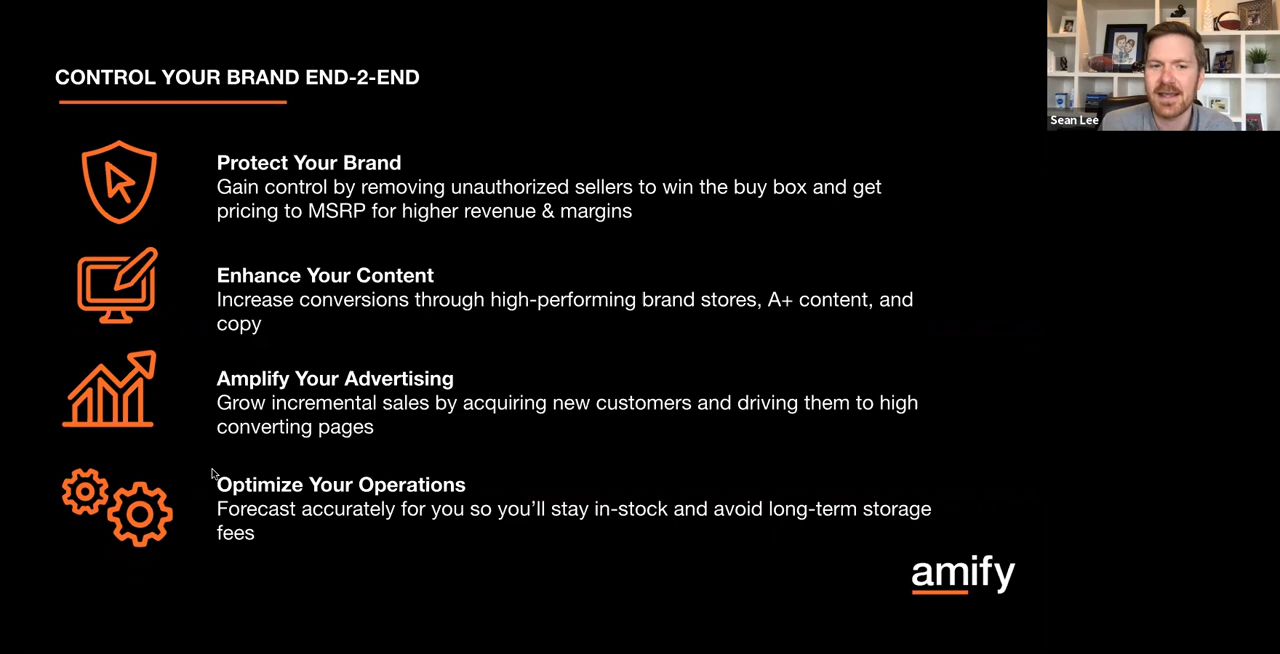 CONTROL YOUR BRAND END-2-END
Sean Lee
Protect Your Brand
Gain control by removing unauthorized sellers to win the buy box and get
pricing to MSRP for higher revenue & margins
Enhance Your Content
Increase conversions through high-performing brand stores, A+ content, and
copy
Amplify Your Advertising
Grow incremental sales by acquiring new customers and driving them to high
converting pages
Optimize Your Operations
Forecast accurately for you so you’ll stay in-stock and avoid long-term storage
fees
amify